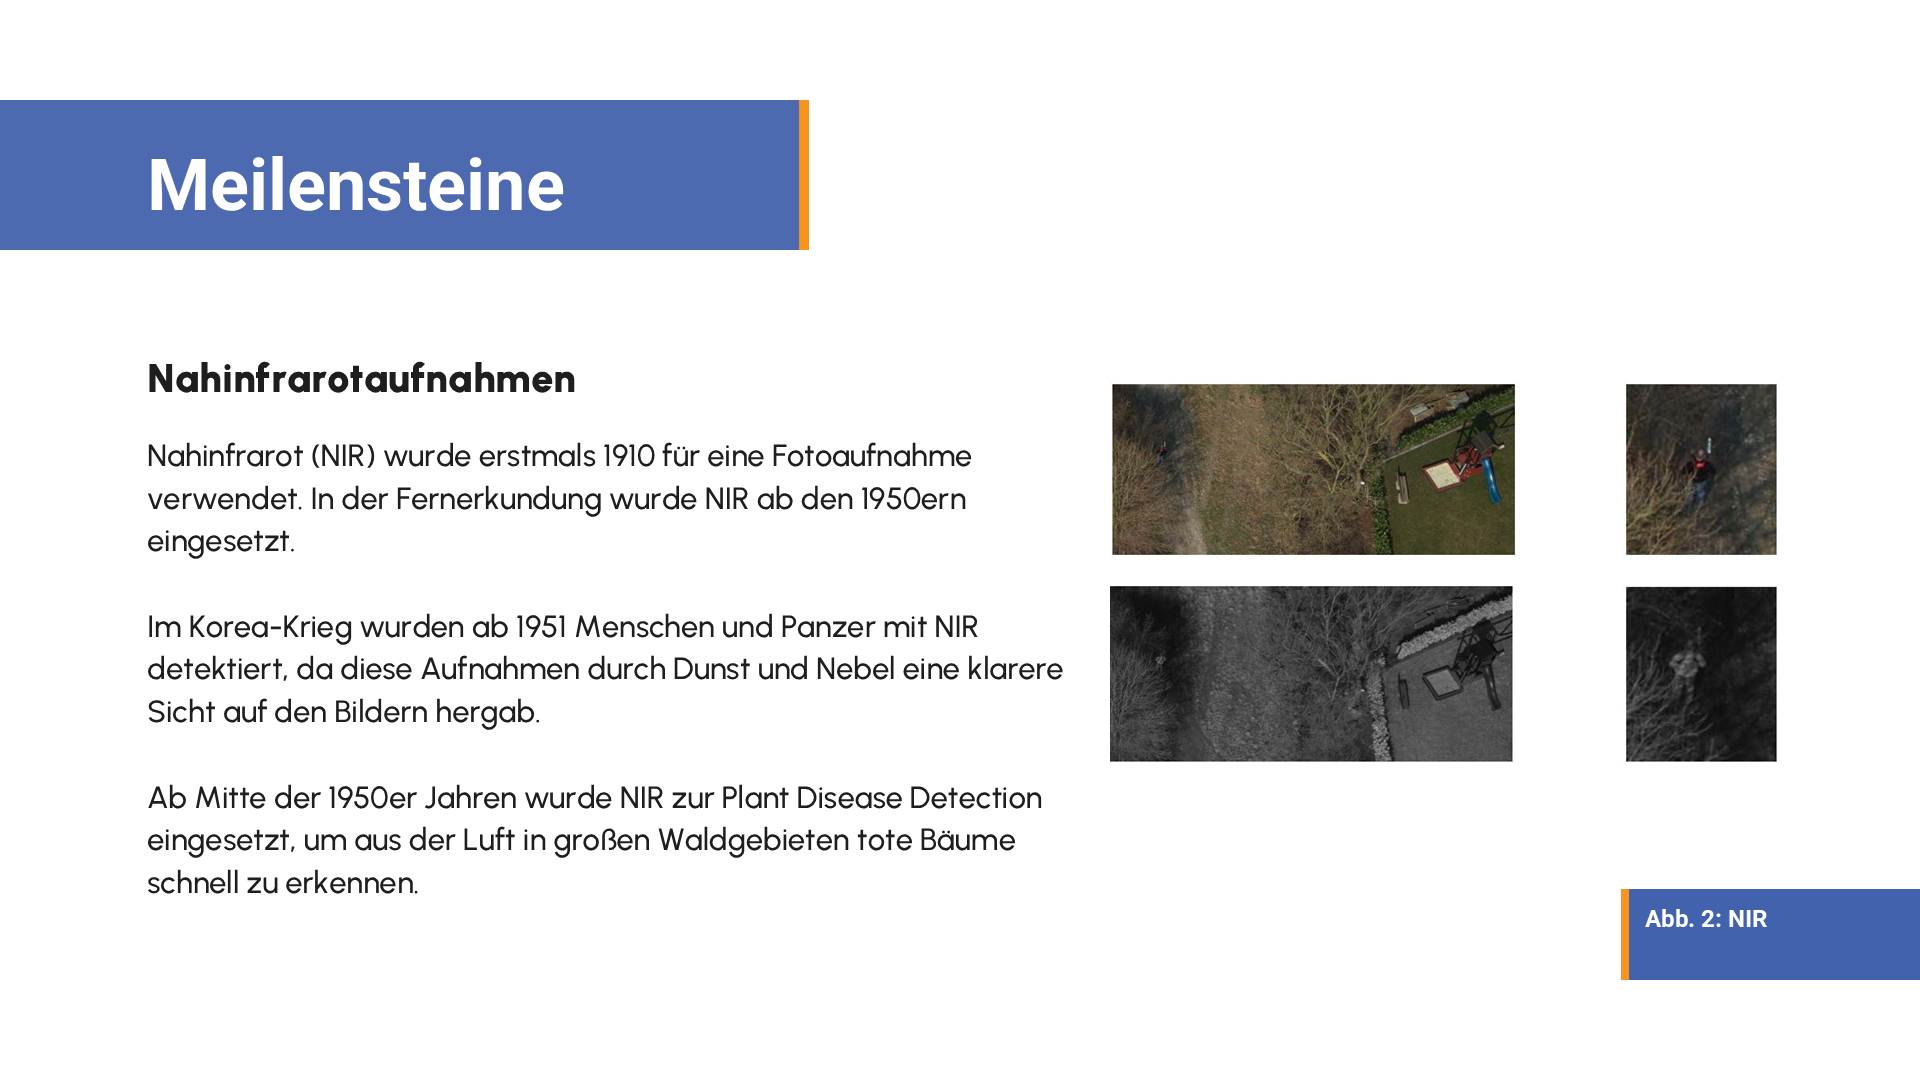 Meilensteine
Nahinfrarotaufnahmen
Nahinfrarot (NIR) wurde erstmals 1910 für eine Fotoaufnahme
verwendet. In der Fernerkundung wurde NIR ab den 1950ern
eingesetzt.
Im Korea-Krieg wurden ab 1951 Menschen und Panzer mit NIR
detektiert, da diese Aufnahmen durch Dunst und Nebel eine klarere
Sicht auf den Bildern hergab.
Ab Mitte der 1950er Jahren wurde NIR zur Plant Disease Detection
eingesetzt, um aus der Luft in großen Waldgebieten tote Bäume
schnell zu erkennen.
Abb. 2: NIR